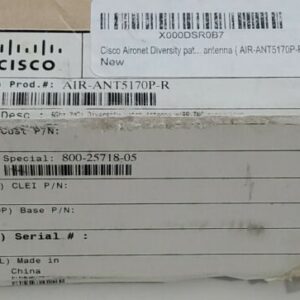 X000DSR0B7
Cisco Aironet Diversity pat... antenna ( AIR-ANT5170P-R
New
CISCO
Prod.#: AIR-ANT5170P-R
Desc :
Cust P/N:
Special: 800-25718-05
) CLEI P/N:
OP) Base P/N:
) Serial # :
L) Made in
China